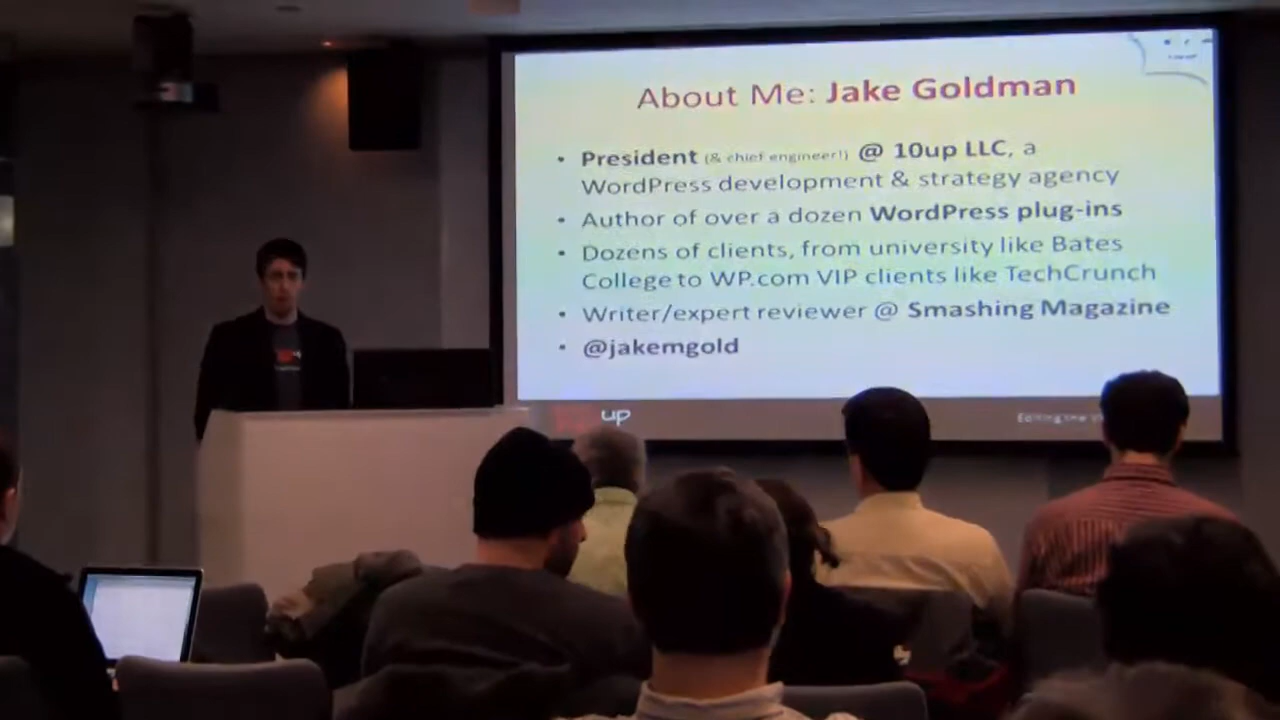 About Me: Jake Goldman
• President (& chief engineer!) @ 10up LLC, a
WordPress development & strategy agency
• Author of over a dozen WordPress plug-ins
• Dozens of clients, from university like Bates
College to WP.com VIP clients like TechCrunch
• Writer/expert reviewer @ Smashing Magazine
• @jakemgold
up
Editing the